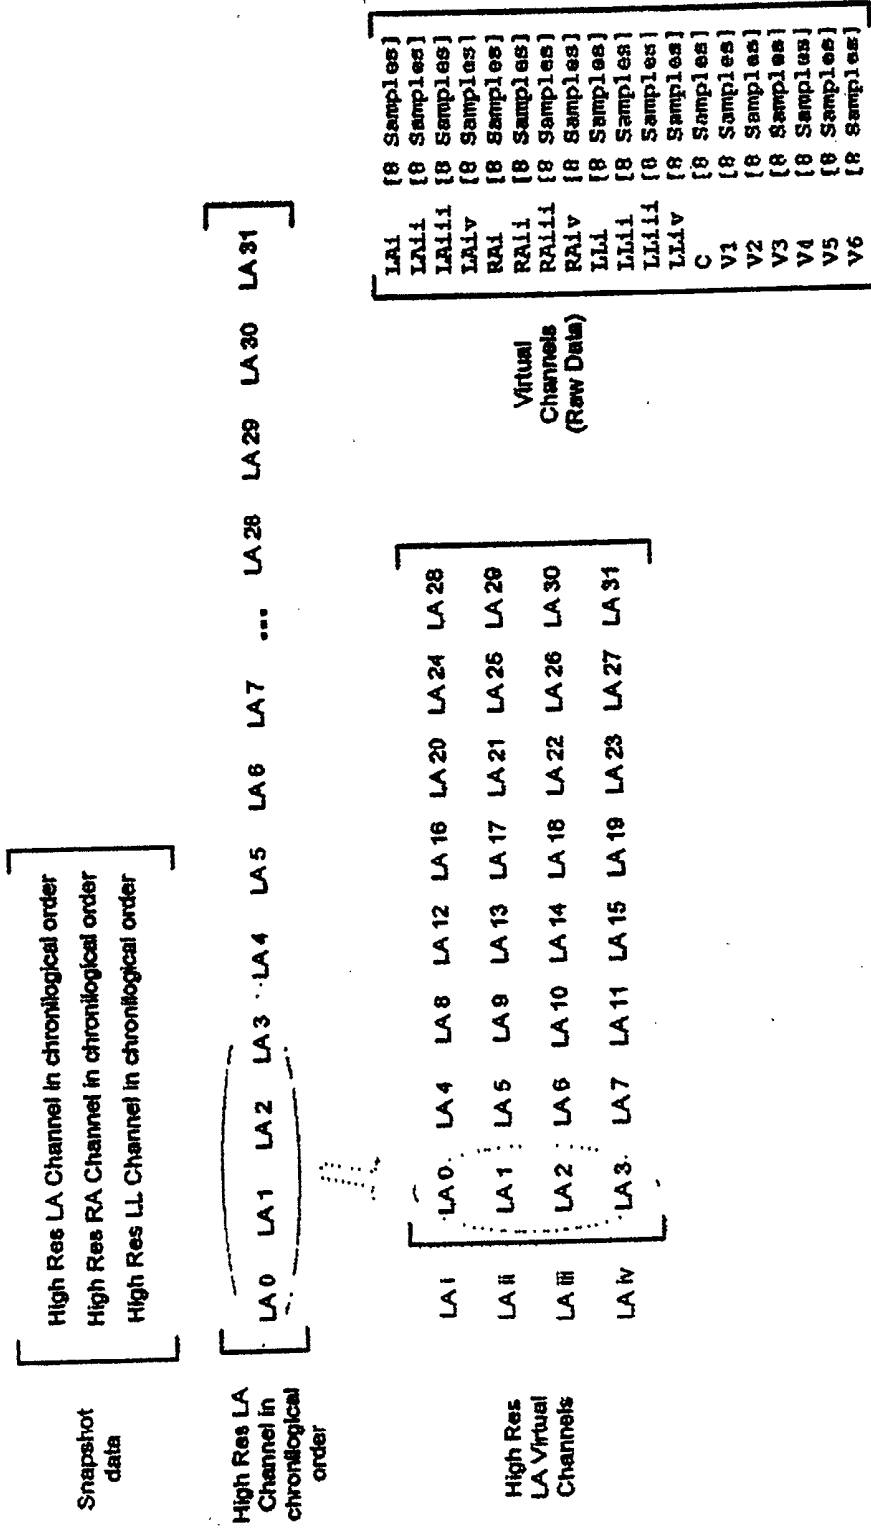 Snapshot
data
High Res LA Channel in chronilogical order
High Res RA Channel in chronilogical order
High Res LL Channel in chronilogical order
High Res LA
Channel in
chronilogical
order
LA 0 LA 1 LA 2 LA 3 LA 4 LA 5 LA 6 LA 7 ... LA 28 LA 29 LA 30 LA 31
High Res
LA Virtual
Channels
LA i LA 0 LA 4 LA 8 LA 12 LA 16 LA 20 LA 24 LA 28
LA ii LA 1 LA 5 LA 9 LA 13 LA 17 LA 21 LA 25 LA 29
LA iii LA 2 LA 6 LA 10 LA 14 LA 18 LA 22 LA 26 LA 30
LA iv LA 3 LA 7 LA 11 LA 15 LA 19 LA 23 LA 27 LA 31
Virtual
Channels
(Raw Data)
LAi [8 Samples]
LAii [8 Samples]
LAiii [8 Samples]
LAiv [8 Samples]
RAi [8 Samples]
RAii [8 Samples]
RAiii [8 Samples]
RAiv [8 Samples]
LLi [8 Samples]
LLii [8 Samples]
LLiii [8 Samples]
LLiv [8 Samples]
C [8 Samples]
V1 [8 Samples]
V2 [8 Samples]
V3 [8 Samples]
V4 [8 Samples]
V5 [8 Samples]
V6 [8 Samples]